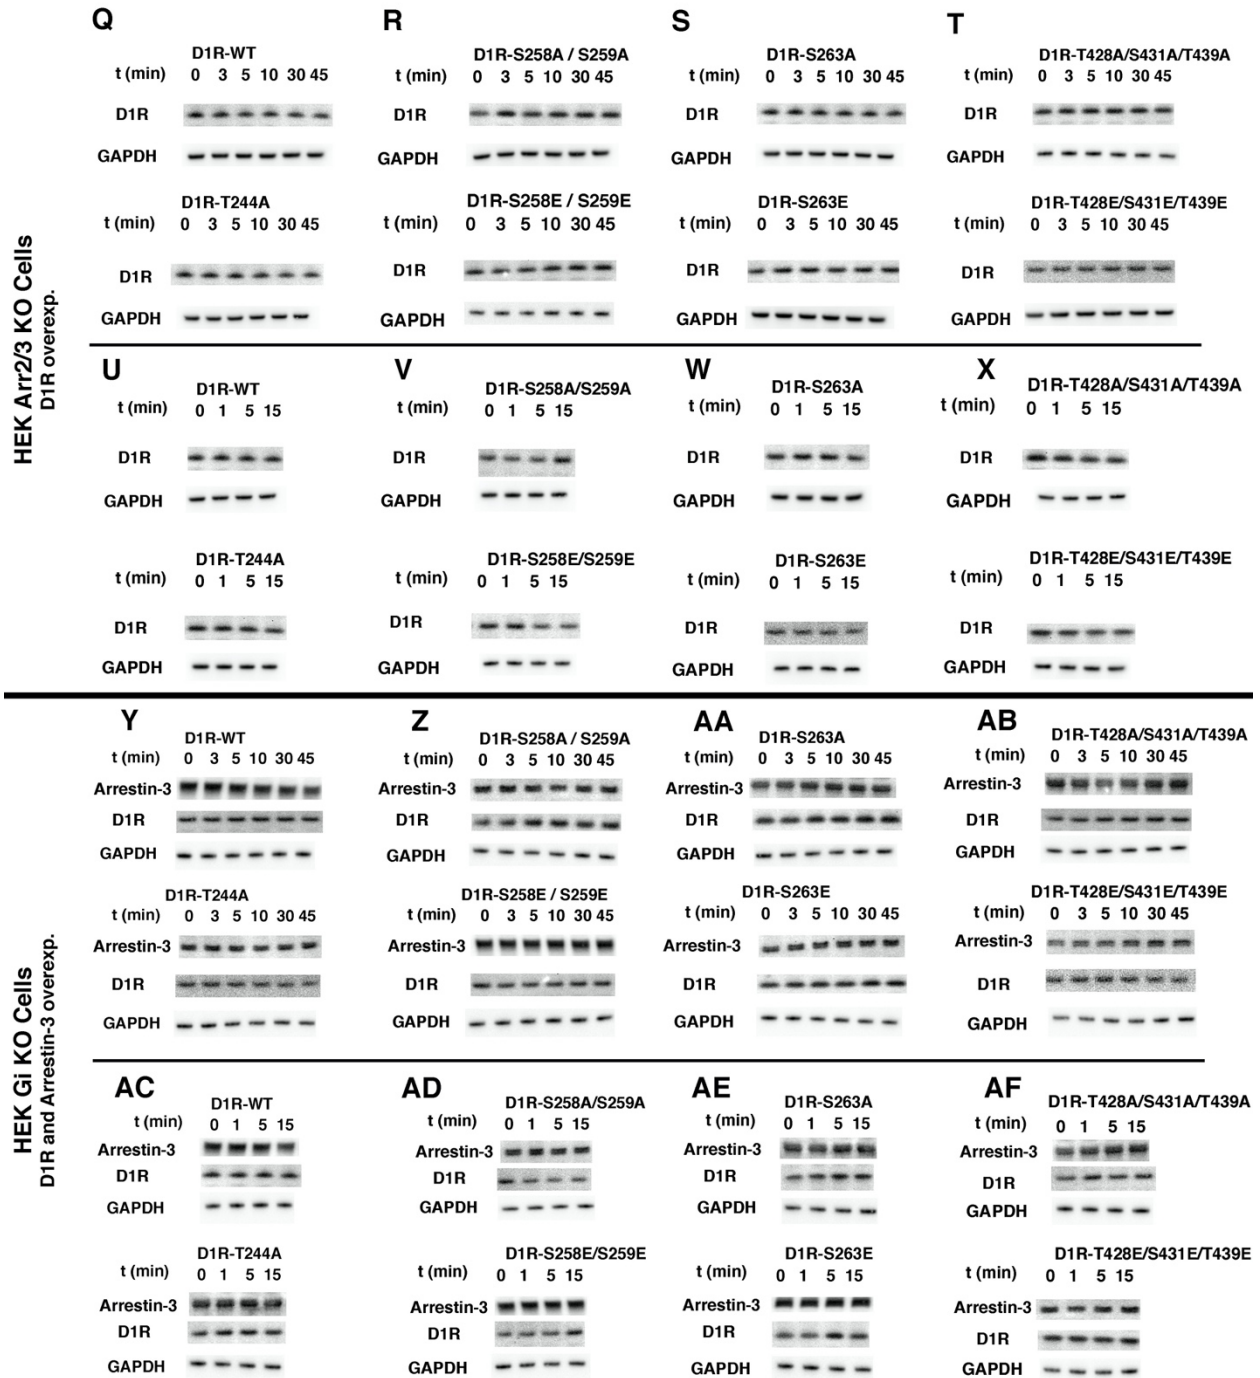 Q R S T
D1R-WT D1R-S258A / S259A D1R-S263A D1R-T428A/S431A/T439A
t (min) 0 3 5 10 30 45 t (min) 0 3 5 10 30 45 t (min) 0 3 5 10 30 45 t (min) 0 3 5 10 30 45
D1R D1R D1R D1R
GAPDH GAPDH GAPDH GAPDH
D1R-T244A D1R-S258E / S259E D1R-S263E D1R-T428E/S431E/T439E
t (min) 0 3 5 10 30 45 t (min) 0 3 5 10 30 45 t (min) 0 3 5 10 30 45 t (min) 0 3 5 10 30 45
D1R D1R D1R D1R
GAPDH GAPDH GAPDH GAPDH
HEK Arr2/3 KO Cells
D1R overexp.
U V W X
D1R-WT D1R-S258A/S259A D1R-S263A D1R-T428A/S431A/T439A
t (min) 0 1 5 15 t (min) 0 1 5 15 t (min) 0 1 5 15 t (min) 0 1 5 15
D1R D1R D1R D1R
GAPDH GAPDH GAPDH GAPDH
D1R-T244A D1R-S258E/S259E D1R-S263E D1R-T428E/S431E/T439E
t (min) 0 1 5 15 t (min) 0 1 5 15 t (min) 0 1 5 15 t (min) 0 1 5 15
D1R D1R D1R D1R
GAPDH GAPDH GAPDH GAPDH
Y Z AA AB
D1R-WT D1R-S258A / S259A D1R-S263A D1R-T428A/S431A/T439A
t (min) 0 3 5 10 30 45 t (min) 0 3 5 10 30 45 t (min) 0 3 5 10 30 45 t (min) 0 3 5 10 30 45
Arrestin-3 Arrestin-3 Arrestin-3 Arrestin-3
D1R D1R D1R D1R
GAPDH GAPDH GAPDH GAPDH
D1R-T244A D1R-S258E / S259E D1R-S263E D1R-T428E/S431E/T439E
t (min) 0 3 5 10 30 45 t (min) 0 3 5 10 30 45 t (min) 0 3 5 10 30 45 t (min) 0 3 5 10 30 45
Arrestin-3 Arrestin-3 Arrestin-3 Arrestin-3
D1R D1R D1R D1R
GAPDH GAPDH GAPDH GAPDH
HEK Gi KO Cells
D1R and Arrestin-3 overexp.
AC AD AE AF
D1R-WT D1R-S258A/S259A D1R-S263A D1R-T428A/S431A/T439A
t (min) 0 1 5 15 t (min) 0 1 5 15 t (min) 0 1 5 15 t (min) 0 1 5 15
Arrestin-3 Arrestin-3 Arrestin-3 Arrestin-3
D1R D1R D1R D1R
GAPDH GAPDH GAPDH GAPDH
D1R-T244A D1R-S258E/S259E D1R-S263E D1R-T428E/S431E/T439E
t (min) 0 1 5 15 t (min) 0 1 5 15 t (min) 0 1 5 15 t (min) 0 1 5 15
Arrestin-3 Arrestin-3 Arrestin-3 Arrestin-3
D1R D1R D1R D1R
GAPDH GAPDH GAPDH GAPDH